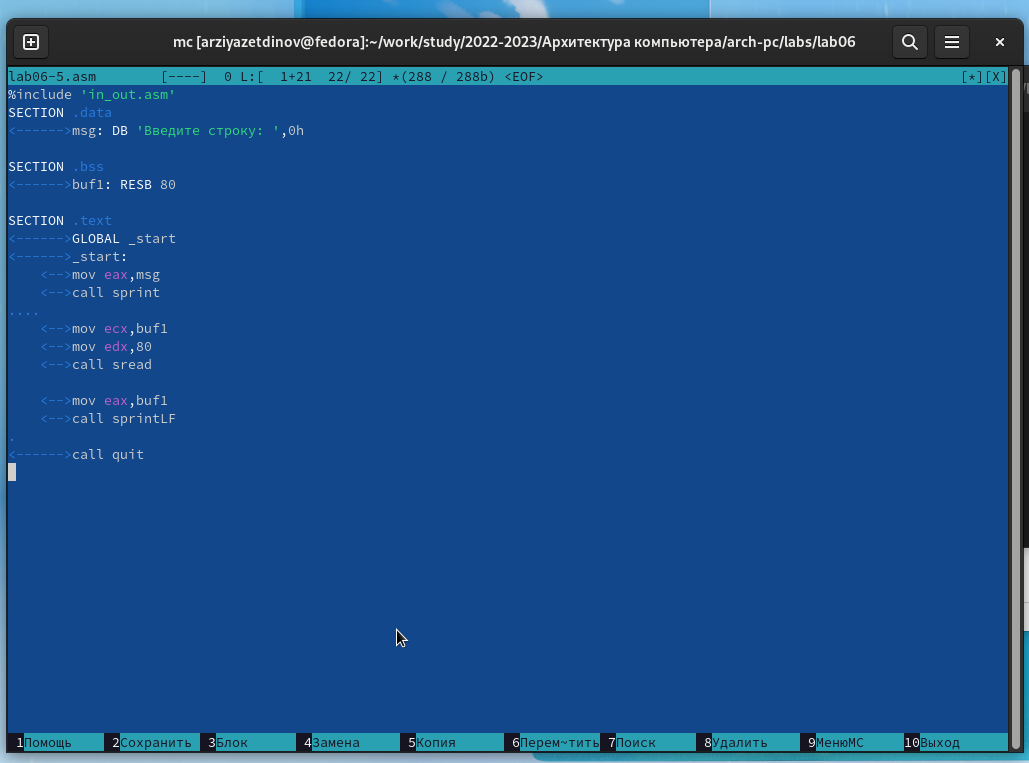 mc [arziyazetdinov@fedora]:~/work/study/2022-2023/Архитектура компьютера/arch-pc/labs/lab06
lab06-5.asm [----] 0 L:[ 1+21 22/ 22] *(288 / 288b) <EOF> [*][X]
%include 'in_out.asm'
SECTION .data
<------>msg: DB 'Введите строку: ',0h
SECTION .bss
<------>buf1: RESB 80
SECTION .text
<------>GLOBAL _start
<------>_start:
<-->mov eax,msg
<-->call sprint
....
<-->mov ecx,buf1
<-->mov edx,80
<-->call sread
<-->mov eax,buf1
<-->call sprintLF
.
<------>call quit
1Помощь 2Сохранить 3Блок 4Замена 5Копия 6Перем~тить 7Поиск 8Удалить 9МенюMC 10Выход